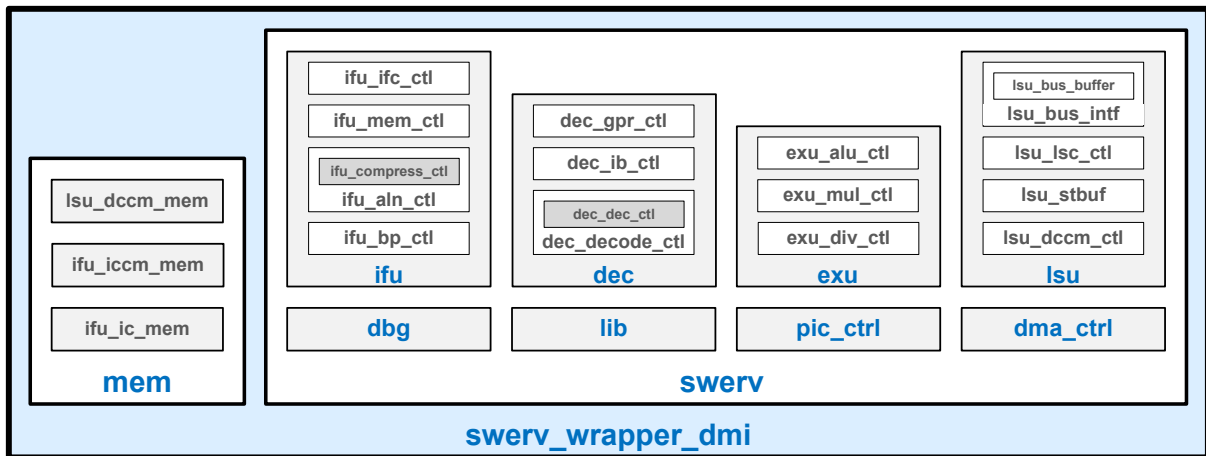 lsu_dccm_mem
ifu_iccm_mem
ifu_ic_mem
mem
ifu_ifc_ctl
ifu_mem_ctl
ifu_compress_ctl
ifu_aln_ctl
ifu_bp_ctl
ifu
dec_gpr_ctl
dec_ib_ctl
dec_dec_ctl
dec_decode_ctl
dec
exu_alu_ctl
exu_mul_ctl
exu_div_ctl
exu
lsu_bus_buffer
lsu_bus_intf
lsu_lsc_ctl
lsu_stbuf
lsu_dccm_ctl
lsu
dbg
lib
pic_ctrl
dma_ctrl
swerv
swerv_wrapper_dmi